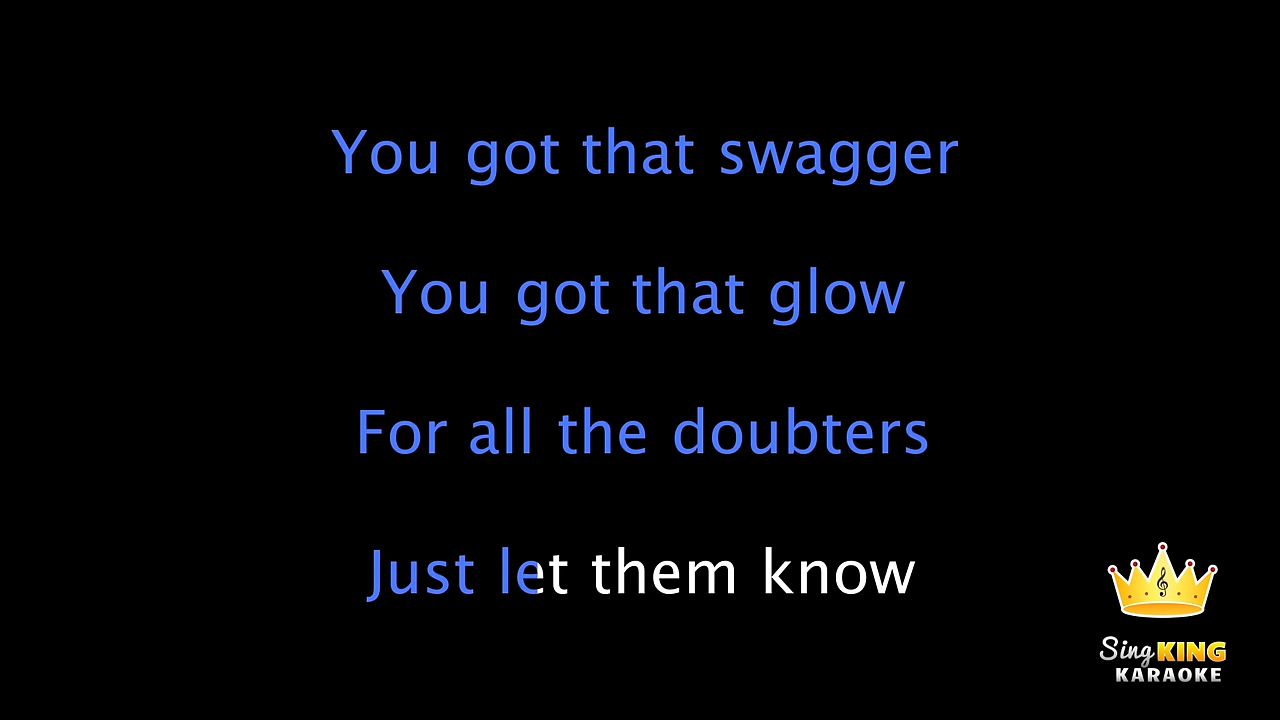 You got that swagger
You got that glow
For all the doubters
Just let them know
Sing KING
KARAOKE